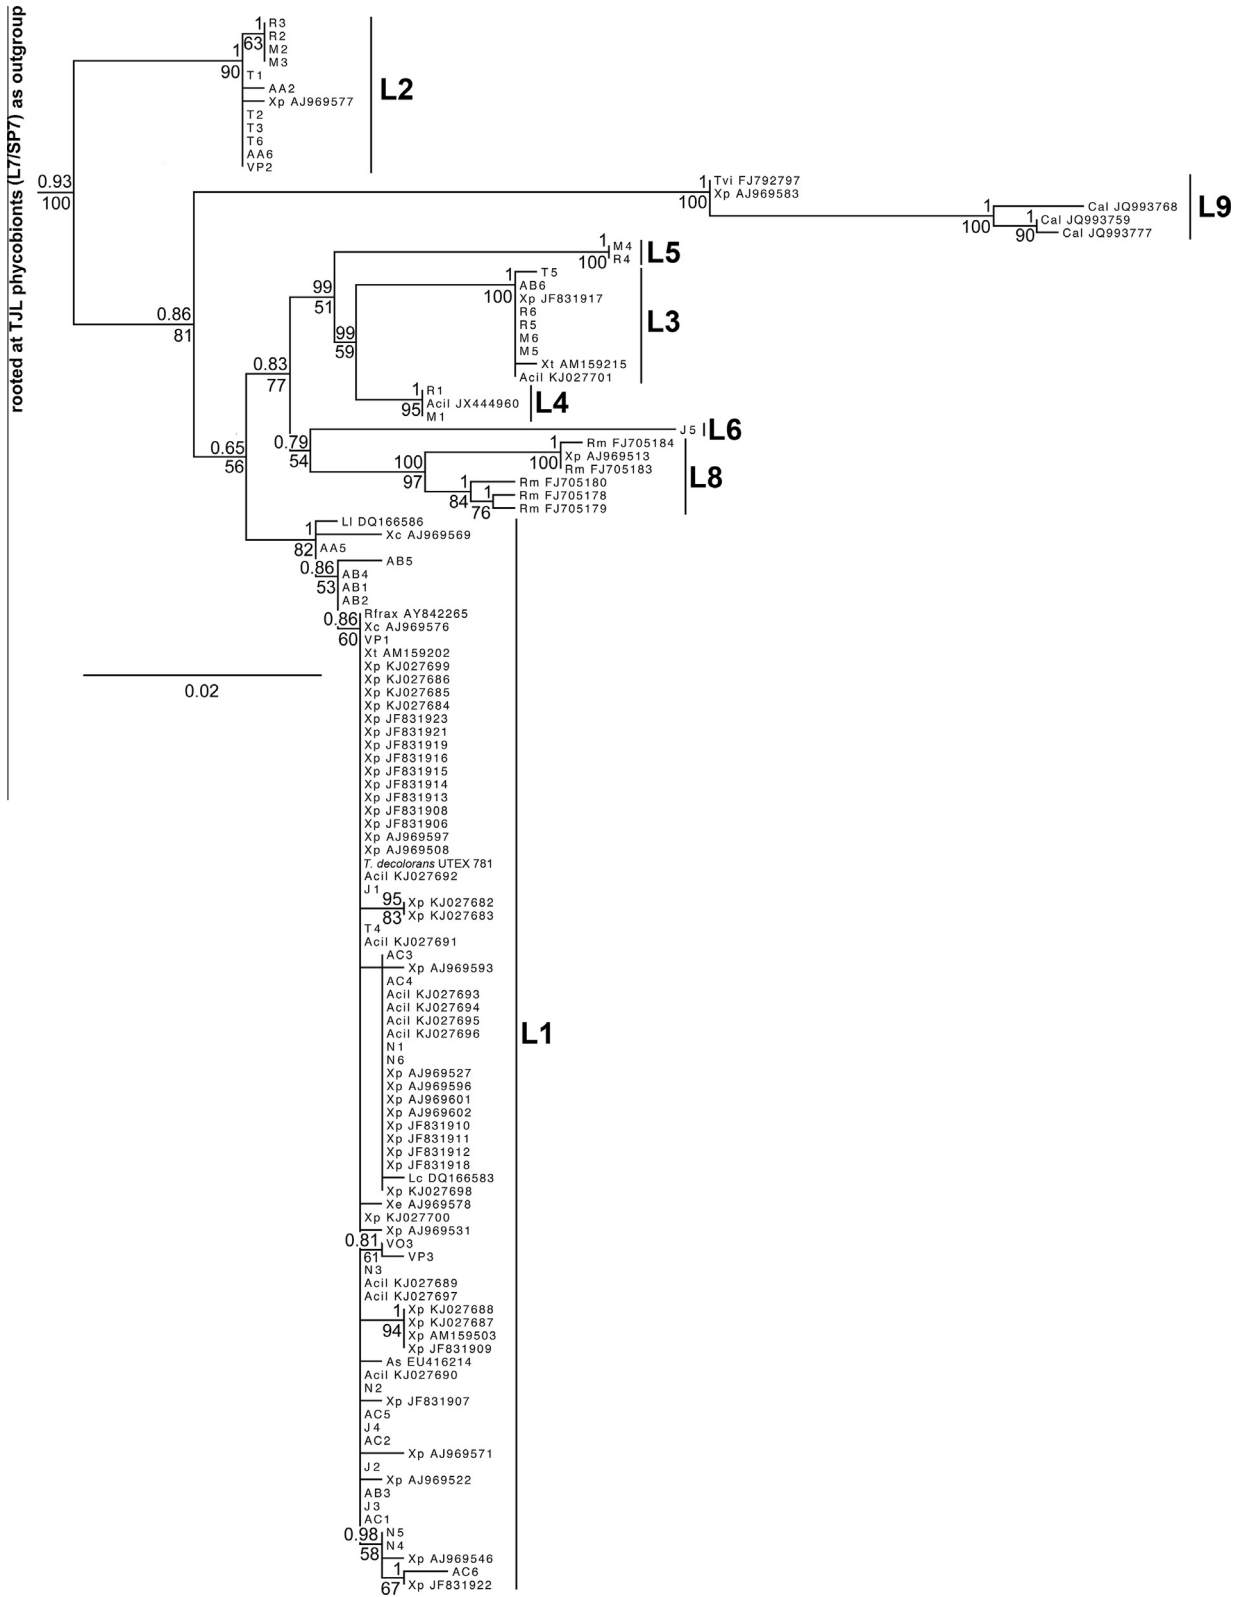 rooted at TJL phycobionts (L7/SP7) as outgroup
1 R3
R2
63 M2
1 M3
90 T1
L2
AA2
Xp AJ969577
T2
T3
T6
AA6
VP2
0.93
100
1 Tvi FJ792797
100 Xp AJ969583
1 Cal JQ993768
L9
100 1 Cal JQ993759
90 Cal JQ993777
1 M4
L5
100 R4
1 T5
99 AB6
100 Xp JF831917
51 R6
0.86 R5
L3
81 99 M6
59 M5
0.83 Xt AM159215
77 Acil KJ027701
1 R1
Acil JX444960
L4
95 M1
J5
L6
0.79 1 Rm FJ705184
0.65 54 100 Xp AJ969513
56 100 Rm FJ705183
97 1 Rm FJ705180
L8
84 1 Rm FJ705178
76 Rm FJ705179
Ll DQ166586
1 Xc AJ969569
82 AA5
0.86 AB5
AB4
53 AB1
AB2
Rfrax AY842265
0.86 Xc AJ969576
60 VP1
Xt AM159202
Xp KJ027699
Xp KJ027686
0.02
Xp KJ027685
Xp KJ027684
Xp JF831923
Xp JF831921
Xp JF831919
Xp JF831916
Xp JF831915
Xp JF831914
Xp JF831913
Xp JF831908
Xp JF831906
Xp AJ969597
Xp AJ969508
T. decolorans UTEX 781
Acil KJ027692
J1
95 Xp KJ027682
83 Xp KJ027683
T4
Acil KJ027691
AC3
Xp AJ969593
AC4
Acil KJ027693
Acil KJ027694
Acil KJ027695
Acil KJ027696
L1
N1
N6
Xp AJ969527
Xp AJ969596
Xp AJ969601
Xp AJ969602
Xp JF831910
Xp JF831911
Xp JF831912
Xp JF831918
Lc DQ166583
Xp KJ027698
Xe AJ969578
Xp KJ027700
Xp AJ969531
0.81 VO3
61 VP3
N3
Acil KJ027689
Acil KJ027697
1 Xp KJ027688
Xp KJ027687
94 Xp AM159503
Xp JF831909
As EU416214
Acil KJ027690
N2
Xp JF831907
AC5
J4
AC2
Xp AJ969571
J2
Xp AJ969522
AB3
J3
AC1
0.98 N5
N4
58 Xp AJ969546
1 AC6
67 Xp JF831922